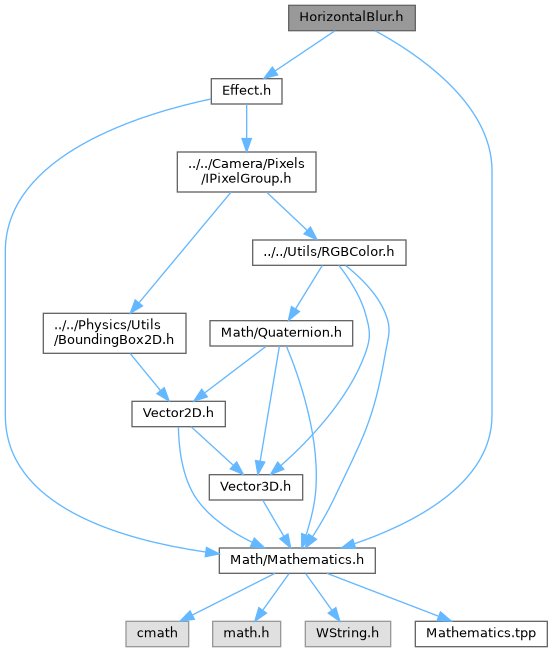 HorizontalBlur.h
Effect.h
../../Camera/Pixels
/IPixelGroup.h
../../Utils/RGBColor.h
../../Physics/Utils
/BoundingBox2D.h
Math/Quaternion.h
Vector2D.h
Vector3D.h
Math/Mathematics.h
cmath
math.h
WString.h
Mathematics.tpp